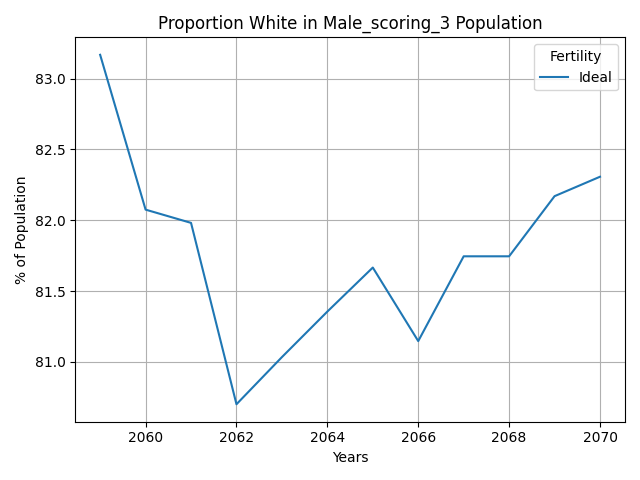 Proportion White in Male_scoring_3 Population
Fertility
Ideal
% of Population
83.0
82.5
82.0
81.5
81.0
2060 2062 2064 2066 2068 2070
Years